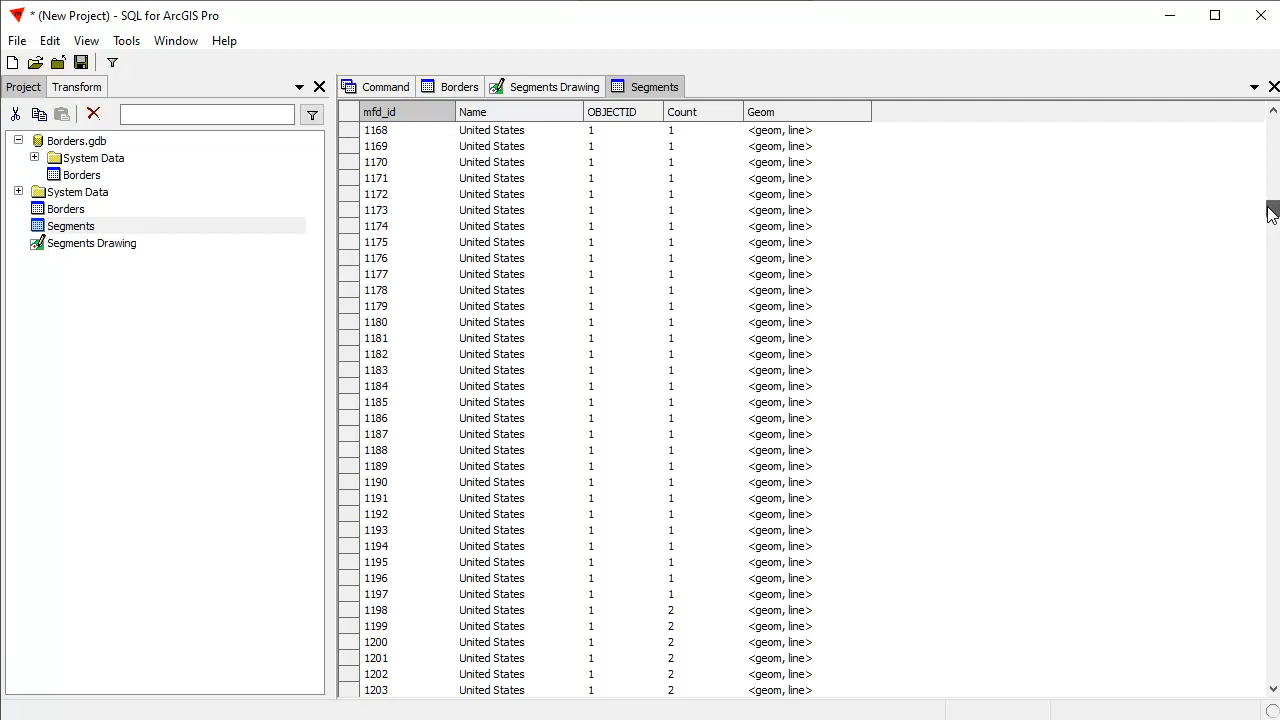 * (New Project) - SQL for ArcGIS Pro
File Edit View Tools Window Help
Project Transform
Command Borders Segments Drawing Segments
Borders.gdb
System Data
Borders
System Data
Borders
Segments
Segments Drawing
mfd_id Name OBJECTID Count Geom
1168 United States 1 1 <geom, line>
1169 United States 1 1 <geom, line>
1170 United States 1 1 <geom, line>
1171 United States 1 1 <geom, line>
1172 United States 1 1 <geom, line>
1173 United States 1 1 <geom, line>
1174 United States 1 1 <geom, line>
1175 United States 1 1 <geom, line>
1176 United States 1 1 <geom, line>
1177 United States 1 1 <geom, line>
1178 United States 1 1 <geom, line>
1179 United States 1 1 <geom, line>
1180 United States 1 1 <geom, line>
1181 United States 1 1 <geom, line>
1182 United States 1 1 <geom, line>
1183 United States 1 1 <geom, line>
1184 United States 1 1 <geom, line>
1185 United States 1 1 <geom, line>
1186 United States 1 1 <geom, line>
1187 United States 1 1 <geom, line>
1188 United States 1 1 <geom, line>
1189 United States 1 1 <geom, line>
1190 United States 1 1 <geom, line>
1191 United States 1 1 <geom, line>
1192 United States 1 1 <geom, line>
1193 United States 1 1 <geom, line>
1194 United States 1 1 <geom, line>
1195 United States 1 1 <geom, line>
1196 United States 1 1 <geom, line>
1197 United States 1 1 <geom, line>
1198 United States 1 2 <geom, line>
1199 United States 1 2 <geom, line>
1200 United States 1 2 <geom, line>
1201 United States 1 2 <geom, line>
1202 United States 1 2 <geom, line>
1203 United States 1 2 <geom, line>